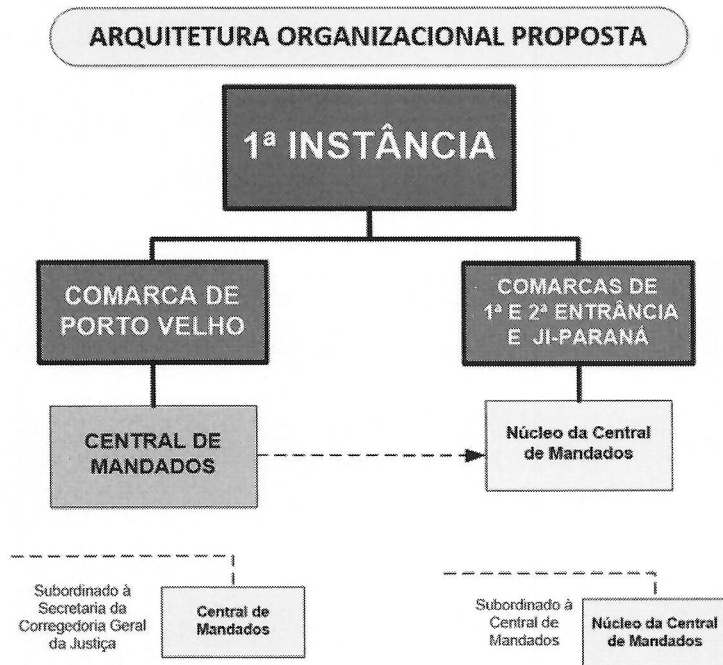 ARQUITETURA ORGANIZACIONAL PROPOSTA
1ª INSTÂNCIA
COMARCA DE
PORTO VELHO
COMARCAS DE
1ª E 2ª ENTRÂNCIA
E JI-PARANÁ
CENTRAL DE
MANDADOS
Núcleo da Central
de Mandados
Subordinado à
Secretaria da
Corregedoria Geral
da Justiça
Central de
Mandados
Subordinado à
Central de
Mandados
Núcleo da Central
de Mandados